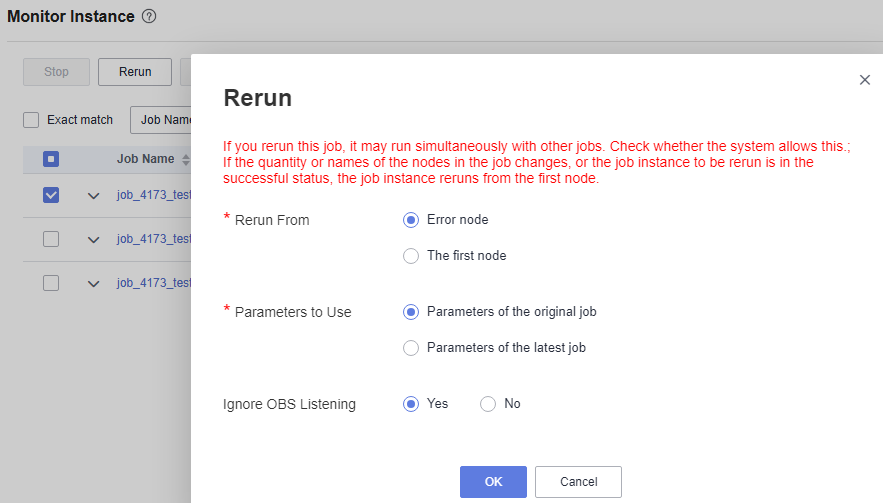 Monitor Instance ?
Stop Rerun
Exact match Job Name
Job Name
job_4173_test
job_4173_test
job_4173_test
Rerun
If you rerun this job, it may run simultaneously with other jobs. Check whether the system allows this.;
If the quantity or names of the nodes in the job changes, or the job instance to be rerun is in the
successful status, the job instance reruns from the first node.
* Rerun From Error node
The first node
* Parameters to Use Parameters of the original job
Parameters of the latest job
Ignore OBS Listening Yes No
OK Cancel